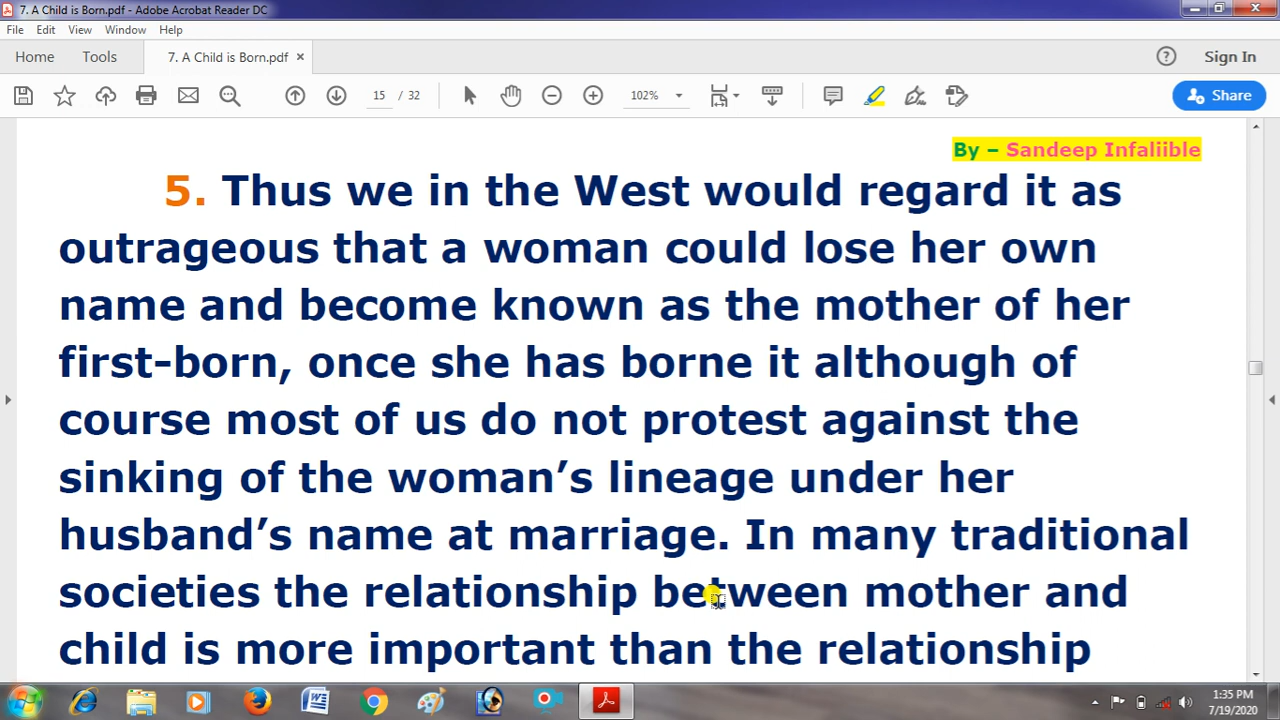 7. A Child is Born.pdf - Adobe Acrobat Reader DC
File Edit View Window Help
Home Tools 7. A Child is Born.pdf × Sign In
15 / 32 102% Share
By – Sandeep Infaliible
5. Thus we in the West would regard it as
outrageous that a woman could lose her own
name and become known as the mother of her
first-born, once she has borne it although of
course most of us do not protest against the
sinking of the woman’s lineage under her
husband’s name at marriage. In many traditional
societies the relationship between mother and
child is more important than the relationship
1:35 PM
7/19/2020